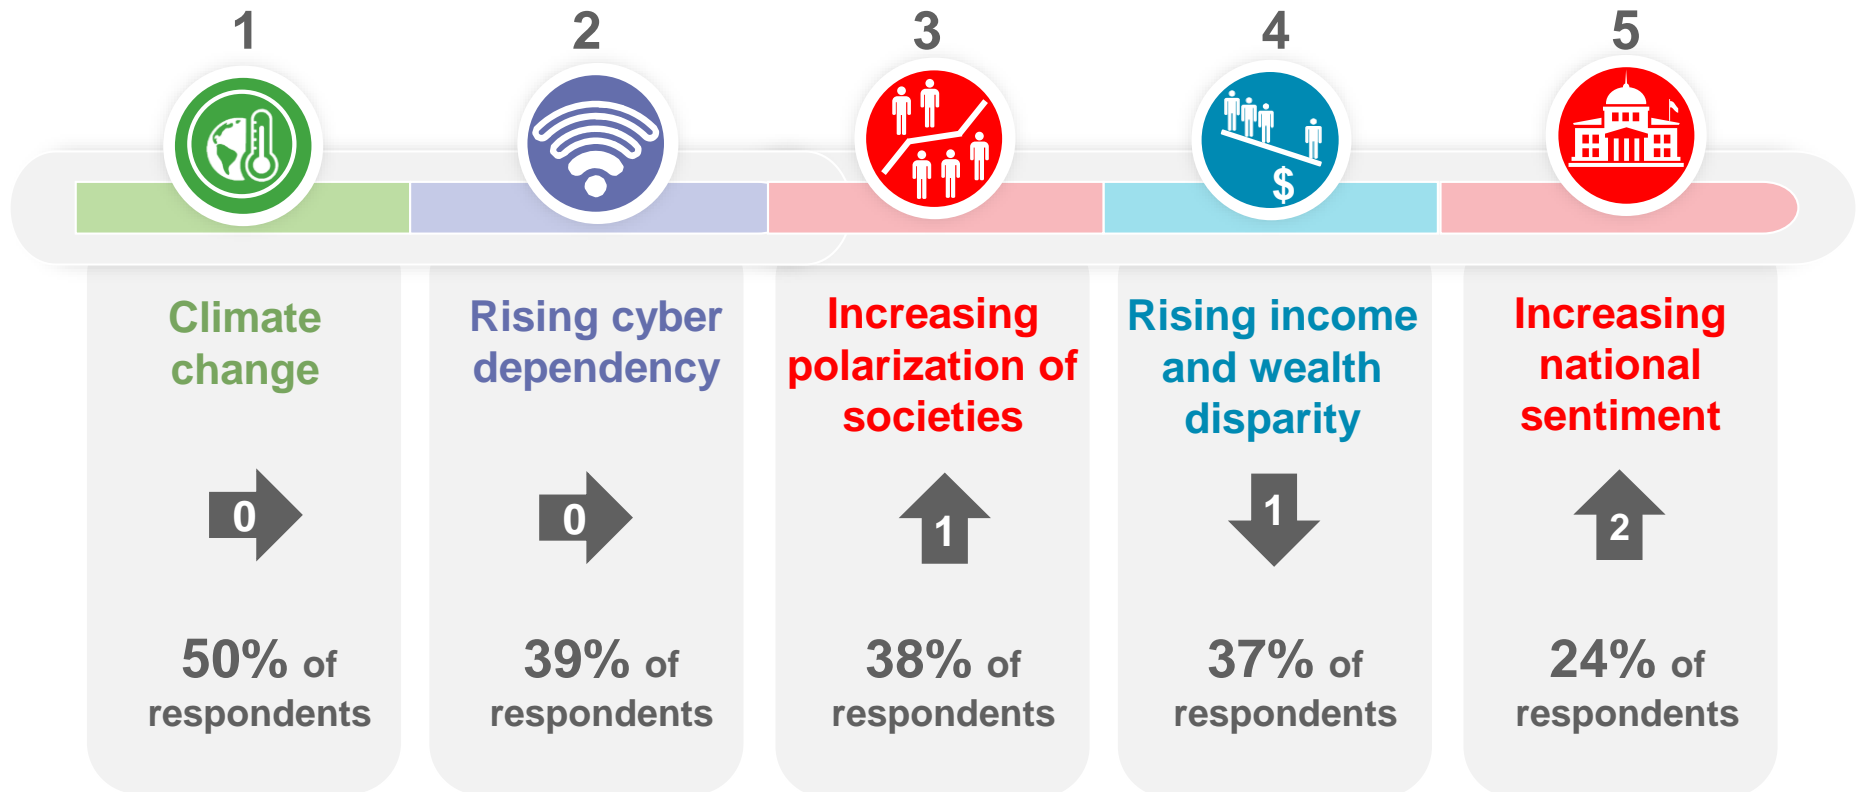 1
2
3
4
5
$
Climate
change
Rising cyber
dependency
Increasing
polarization of
societies
Rising income
and wealth
disparity
Increasing
national
sentiment
0
0
1
1
2
50% of
respondents
39% of
respondents
38% of
respondents
37% of
respondents
24% of
respondents